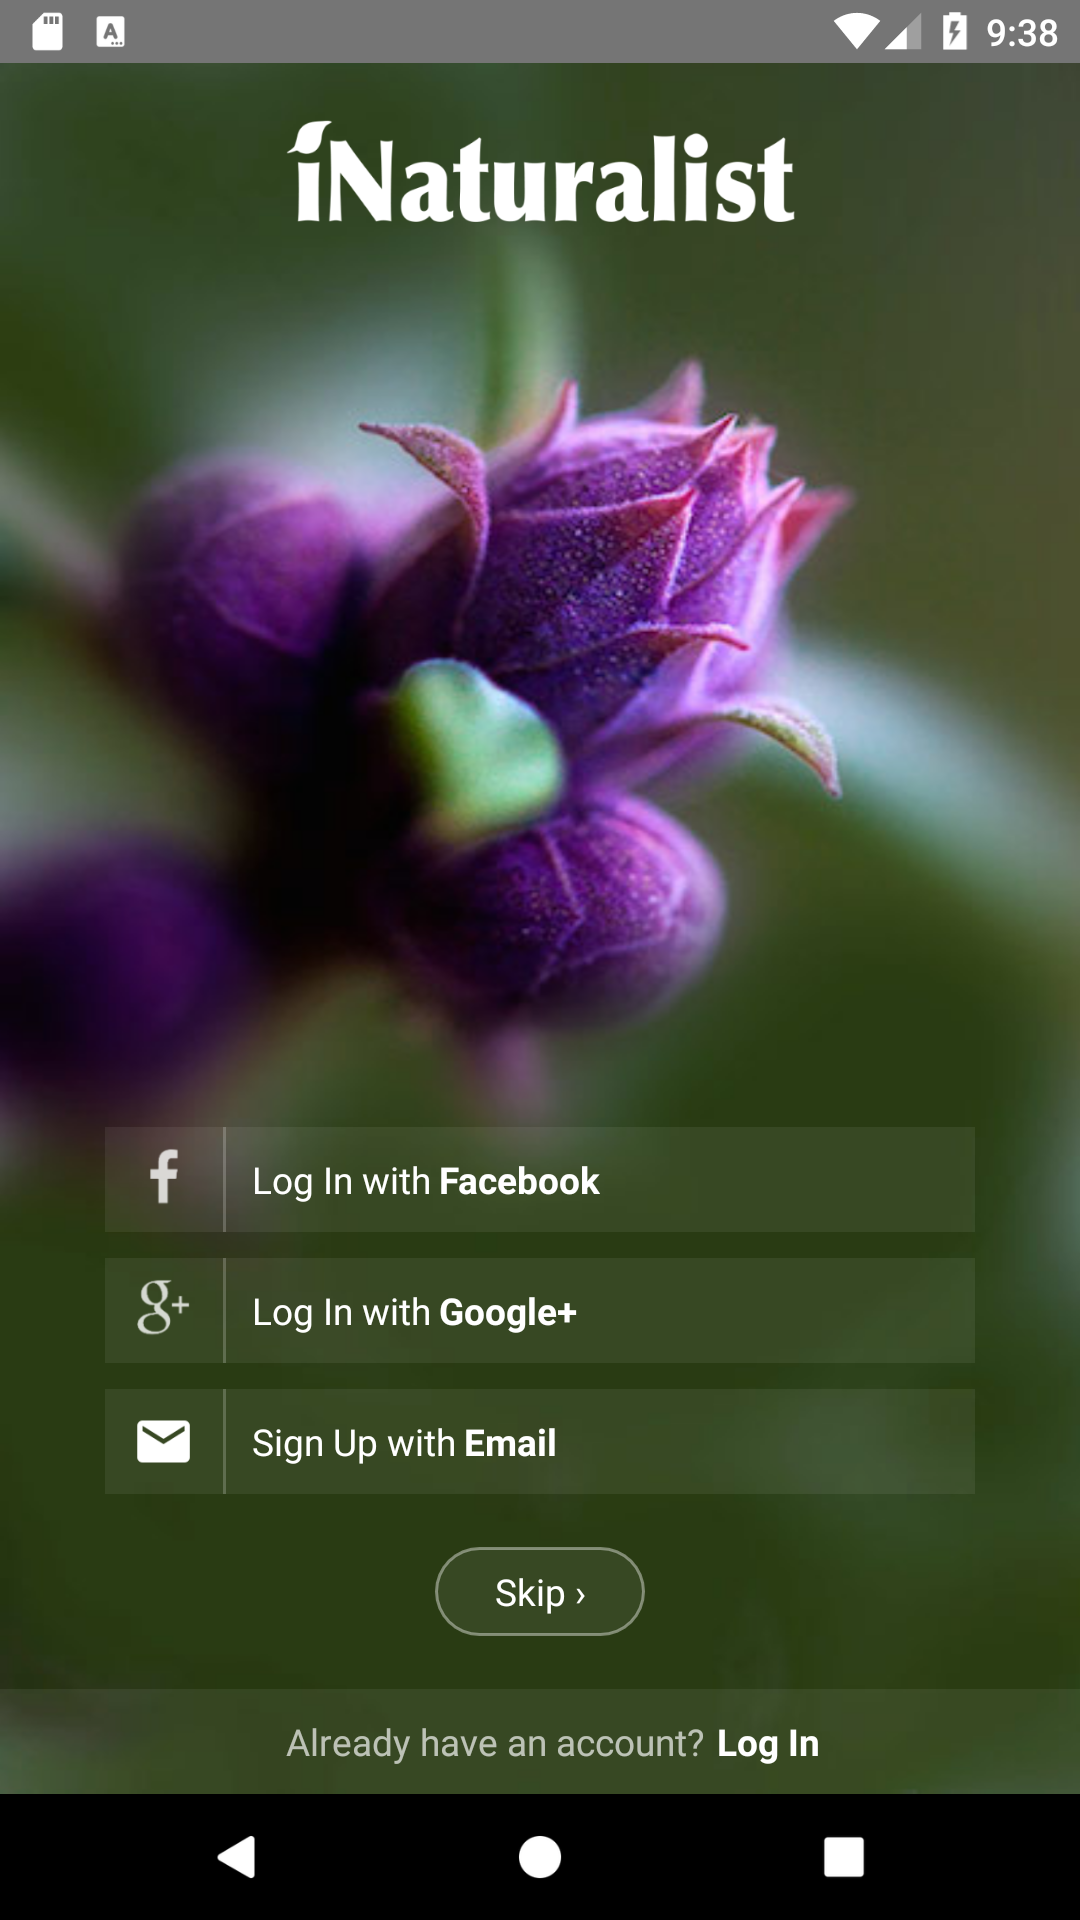 9:38
iNaturalist
Log In with Facebook
Log In with Google+
Sign Up with Email
Skip ›
Already have an account? Log In